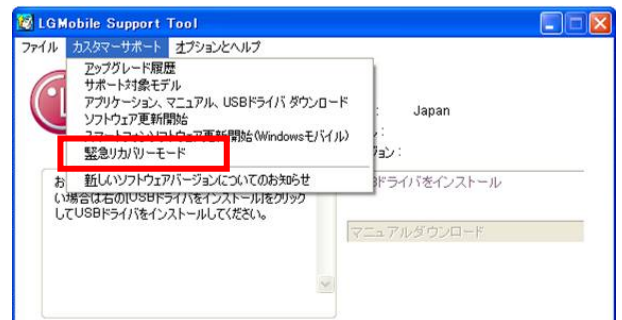 LGMobile Support Tool
ファイル カスタマーサポート オプションとヘルプ
アップグレード履歴
サポート対象モデル
アプリケーション、マニュアル、USBドライバ ダウンロード
ソフトウェア更新開始
スマートフォンソフトウェア更新開始(Windowsモバイル)
緊急リカバリーモード
新しいソフトウェアバージョンについてのお知らせ
: Japan
:
ジョン:
お
い場合は右の[USBドライバをインストール]をクリック
してUSBドライバをインストールしてください。
ドライバをインストール
マニュアルダウンロード